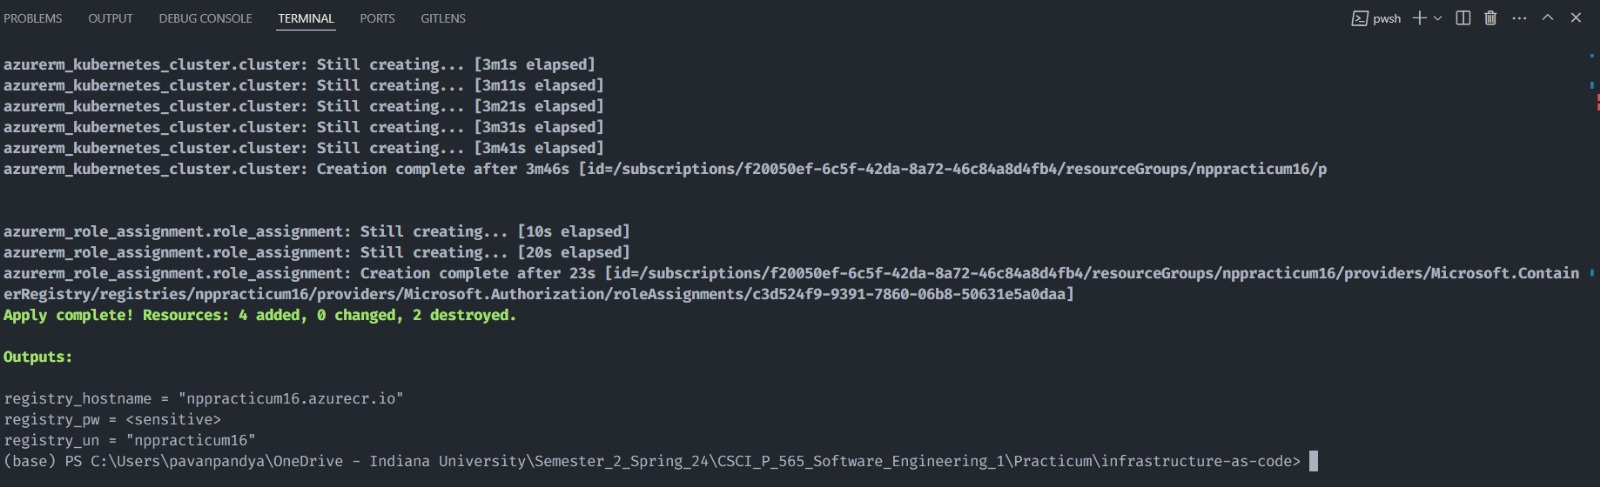 PROBLEMS OUTPUT DEBUG CONSOLE TERMINAL PORTS GITLENS pwsh
azurerm_kubernetes_cluster.cluster: Still creating... [3m1s elapsed]
azurerm_kubernetes_cluster.cluster: Still creating... [3m11s elapsed]
azurerm_kubernetes_cluster.cluster: Still creating... [3m21s elapsed]
azurerm_kubernetes_cluster.cluster: Still creating... [3m31s elapsed]
azurerm_kubernetes_cluster.cluster: Still creating... [3m41s elapsed]
azurerm_kubernetes_cluster.cluster: Creation complete after 3m46s [id=/subscriptions/f20050ef-6c5f-42da-8a72-46c84a8d4fb4/resourceGroups/nppracticum16/p
azurerm_role_assignment.role_assignment: Still creating... [10s elapsed]
azurerm_role_assignment.role_assignment: Still creating... [20s elapsed]
azurerm_role_assignment.role_assignment: Creation complete after 23s [id=/subscriptions/f20050ef-6c5f-42da-8a72-46c84a8d4fb4/resourceGroups/nppracticum16/providers/Microsoft.Contain
erRegistry/registries/nppracticum16/providers/Microsoft.Authorization/roleAssignments/c3d524f9-9391-7860-06b8-50631e5a0daa]
Apply complete! Resources: 4 added, 0 changed, 2 destroyed.
Outputs:
registry_hostname = "nppracticum16.azurecr.io"
registry_pw = <sensitive>
registry_un = "nppracticum16"
(base) PS C:\Users\pavanpandya\OneDrive - Indiana University\Semester_2_Spring_24\CSCI_P_565_Software_Engineering_1\Practicum\infrastructure-as-code>